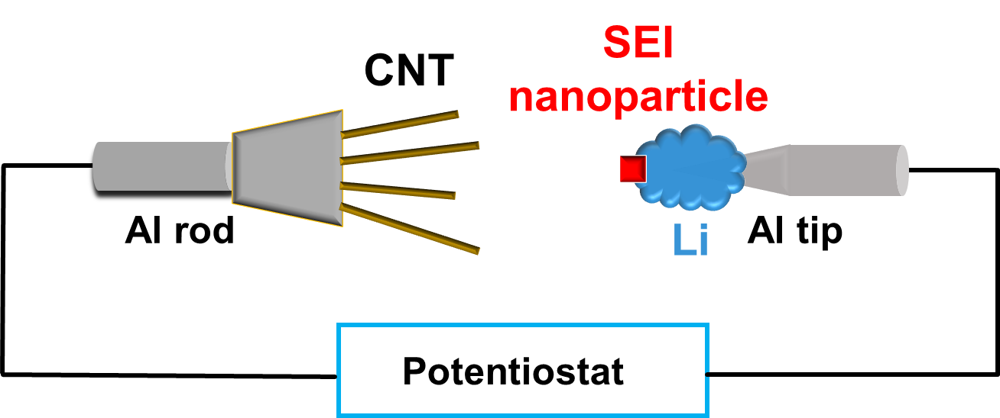 SEI
nanoparticle
CNT
Al rod
Li
Al tip
Potentiostat